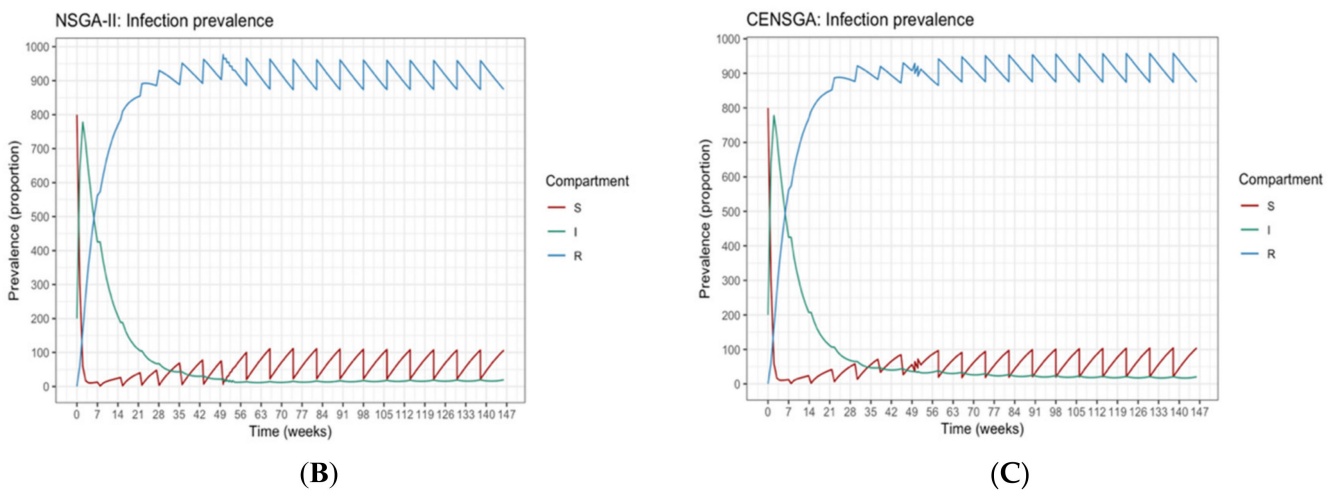 NSGA-II: Infection prevalence
1000
900
800
700
600
500
400
300
200
100
0
Prevalence (proportion)
0 7 14 21 28 35 42 49 56 63 70 77 84 91 98 105 112 119 126 133 140 147
Time (weeks)
Compartment
S
I
R
(B)
CENSGA: Infection prevalence
1000
900
800
700
600
500
400
300
200
100
0
Prevalence (proportion)
0 7 14 21 28 35 42 49 56 63 70 77 84 91 98 105 112 119 126 133 140 147
Time (weeks)
Compartment
S
I
R
(C)